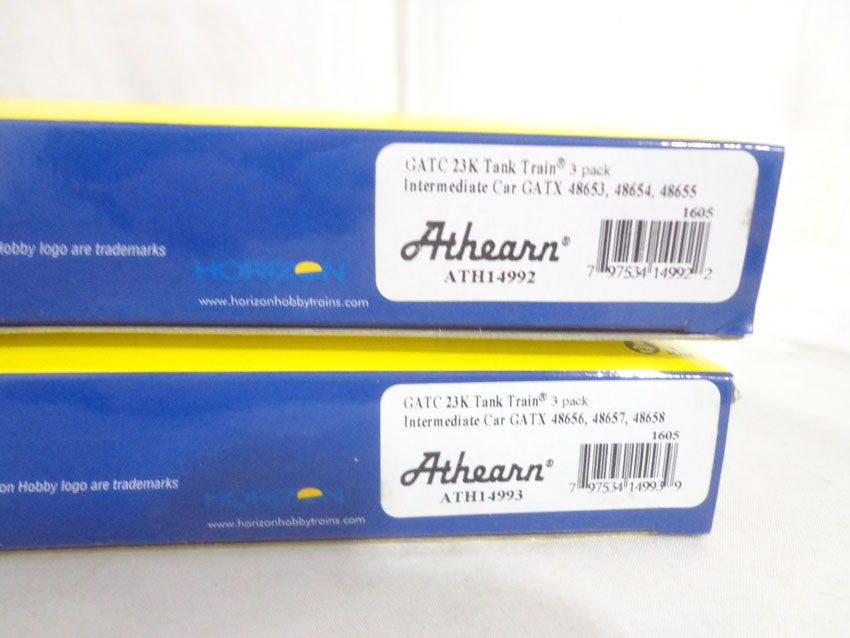 GATC 23K Tank Train® 3 pack
Intermediate Car GATX 48653, 48654, 48655
1605
Athearn®
ATH14992
7 97534 14992 2
Hobby logo are trademarks
HORIZON
www.horizonhobbytrains.com
GATC 23K Tank Train® 3 pack
Intermediate Car GATX 48656, 48657, 48658
1605
Athearn®
ATH14993
7 97534 14993 9
on Hobby logo are trademarks
HORIZON
www.horizonhobbytrains.com